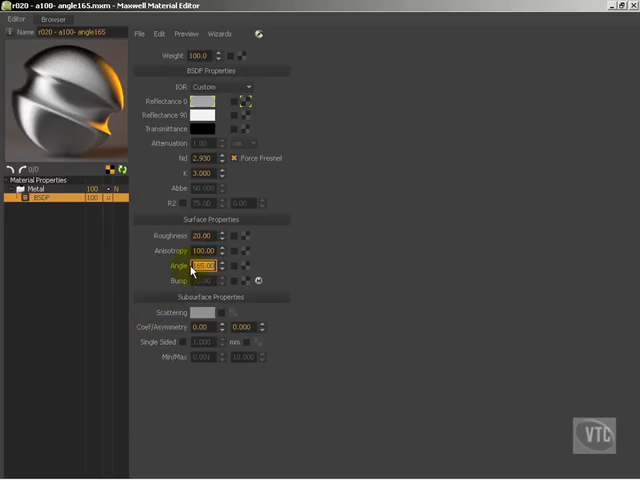 r020 - a100- angle165.mxm - Maxwell Material Editor
Editor Browser
Name r020 - a100- angle165
File Edit Preview Wizards
Weight 100.0
BSDF Properties
IOR Custom
Reflectance 0
Reflectance 90
Transmittance
Attenuation 1.00 nm
Nd 2.930 Force Fresnel
K 3.000
Abbe 50.000
R2 75.00 0.00
0/0
Material Properties
Metal 100 N
BSDF 100
Surface Properties
Roughness 20.00
Anisotropy 100.00
Angle 165.00
Bump
Subsurface Properties
Scattering
Coef/Asymmetry 0.00 0.000
Single Sided 1.000 mm
Min/Max 0.001 10.000
VTC